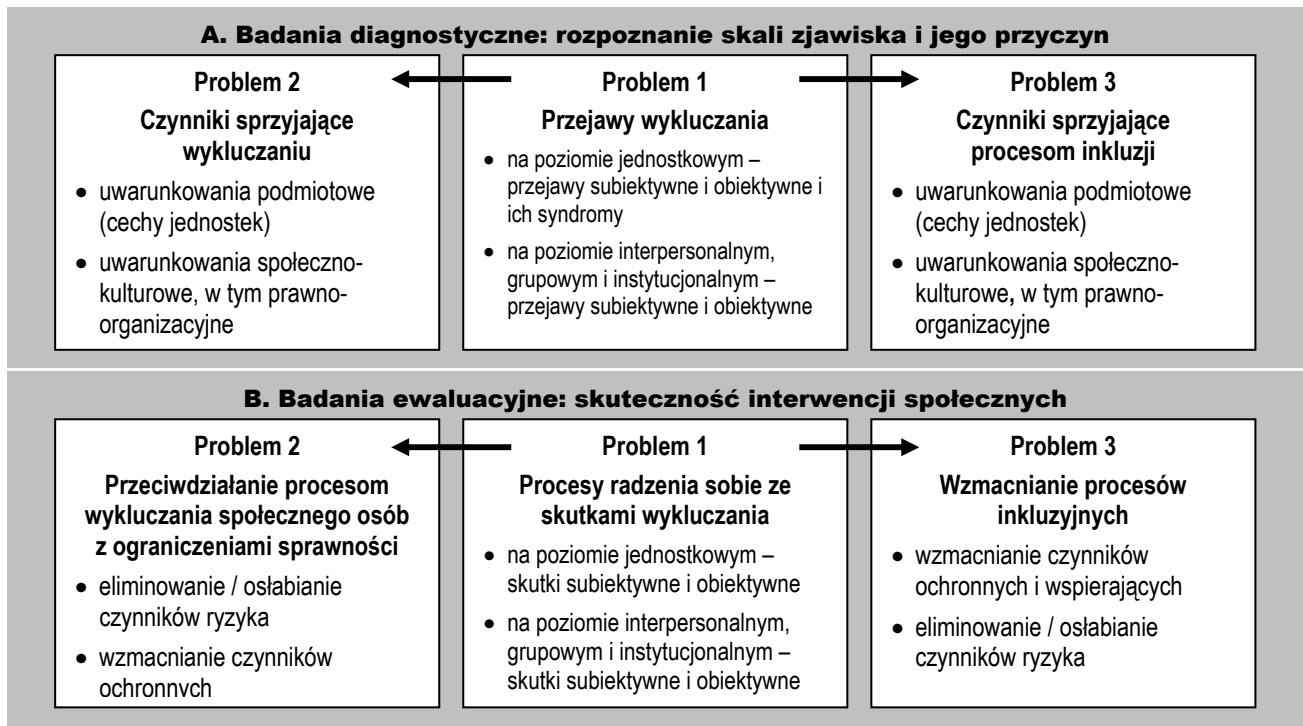 A. Badania diagnostyczne: rozpoznanie skali zjawiska i jego przyczyn
Problem 2
Czynniki sprzyjające
wykluczaniu
• uwarunkowania podmiotowe
(cechy jednostek)
• uwarunkowania społeczno-
kulturowe, w tym prawno-
organizacyjne
Problem 1
Przejawy wykluczania
• na poziomie jednostkowym –
przejawy subiektywne i obiektywne i
ich syndromy
• na poziomie interpersonalnym,
grupowym i instytucjonalnym –
przejawy subiektywne i obiektywne
Problem 3
Czynniki sprzyjające
procesom inkluzji
• uwarunkowania podmiotowe
(cechy jednostek)
• uwarunkowania społeczno-
kulturowe, w tym prawno-
organizacyjne
B. Badania ewaluacyjne: skuteczność interwencji społecznych
Problem 2
Przeciwdziałanie procesom
wykluczania społecznego osób
z ograniczeniami sprawności
• eliminowanie / osłabianie
czynników ryzyka
• wzmacnianie czynników
ochronnych
Problem 1
Procesy radzenia sobie ze
skutkami wykluczania
• na poziomie jednostkowym –
skutki subiektywne i obiektywne
• na poziomie interpersonalnym,
grupowym i instytucjonalnym –
skutki subiektywne i obiektywne
Problem 3
Wzmacnianie procesów
inkluzyjnych
• wzmacnianie czynników
ochronnych i wspierających
• eliminowanie / osłabianie
czynników ryzyka